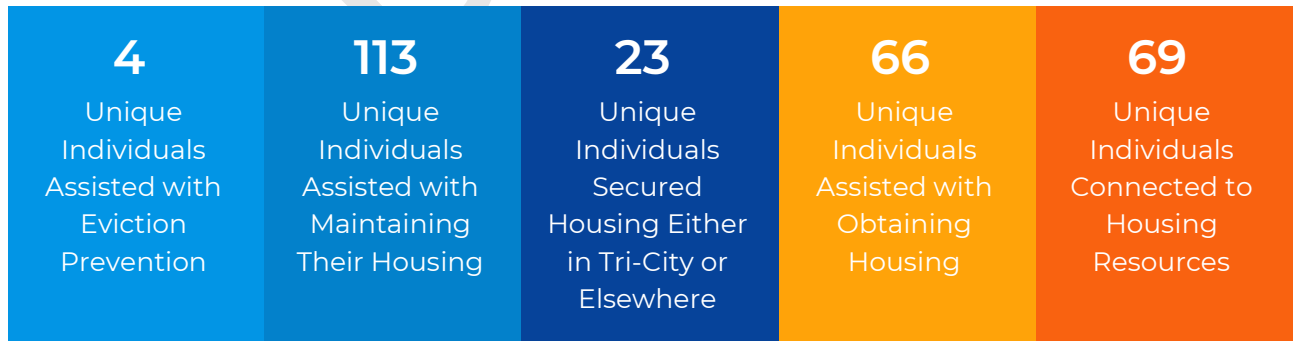 4
Unique
Individuals
Assisted with
Eviction
Prevention
113
Unique
Individuals
Assisted with
Maintaining
Their Housing
23
Unique
Individuals
Secured
Housing Either
in Tri-City or
Elsewhere
66
Unique
Individuals
Assisted with
Obtaining
Housing
69
Unique
Individuals
Connected to
Housing
Resources